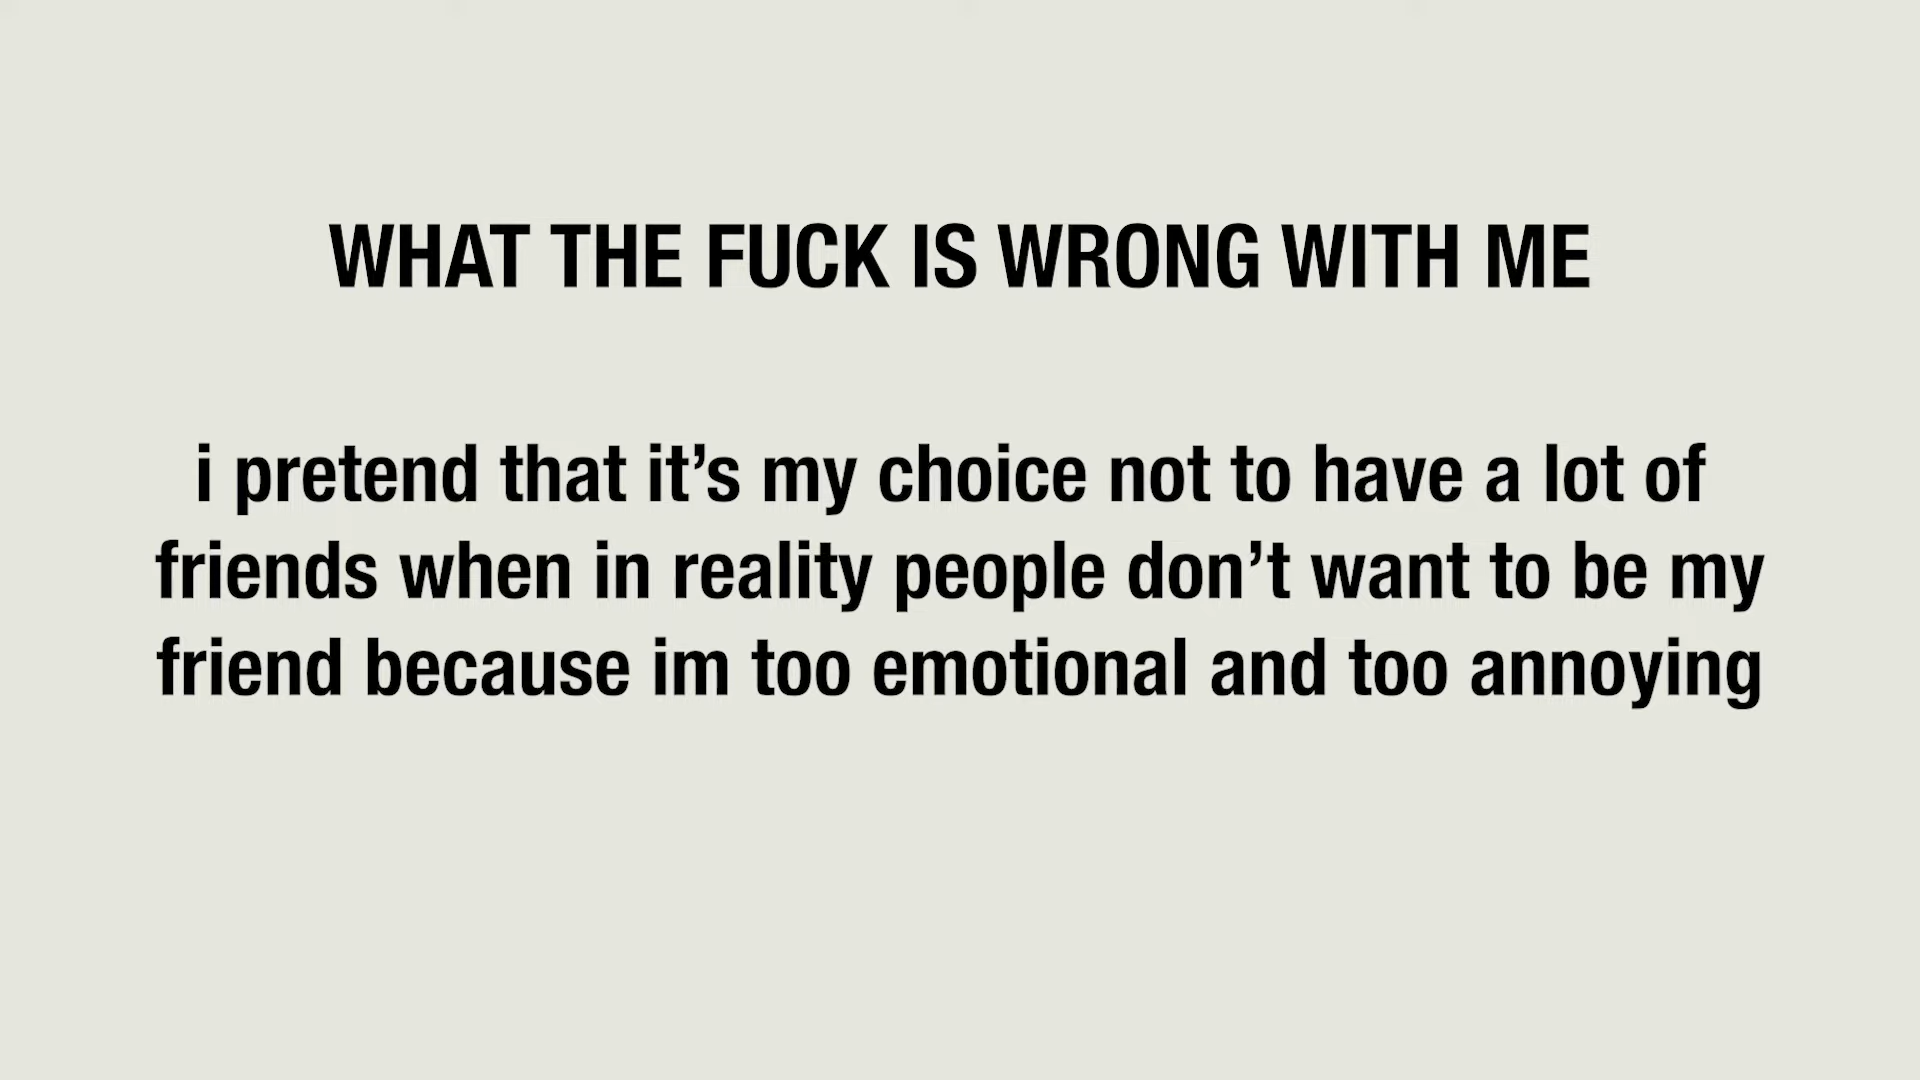 WHAT THE FUCK IS WRONG WITH ME
i pretend that it’s my choice not to have a lot of
friends when in reality people don’t want to be my
friend because im too emotional and too annoying